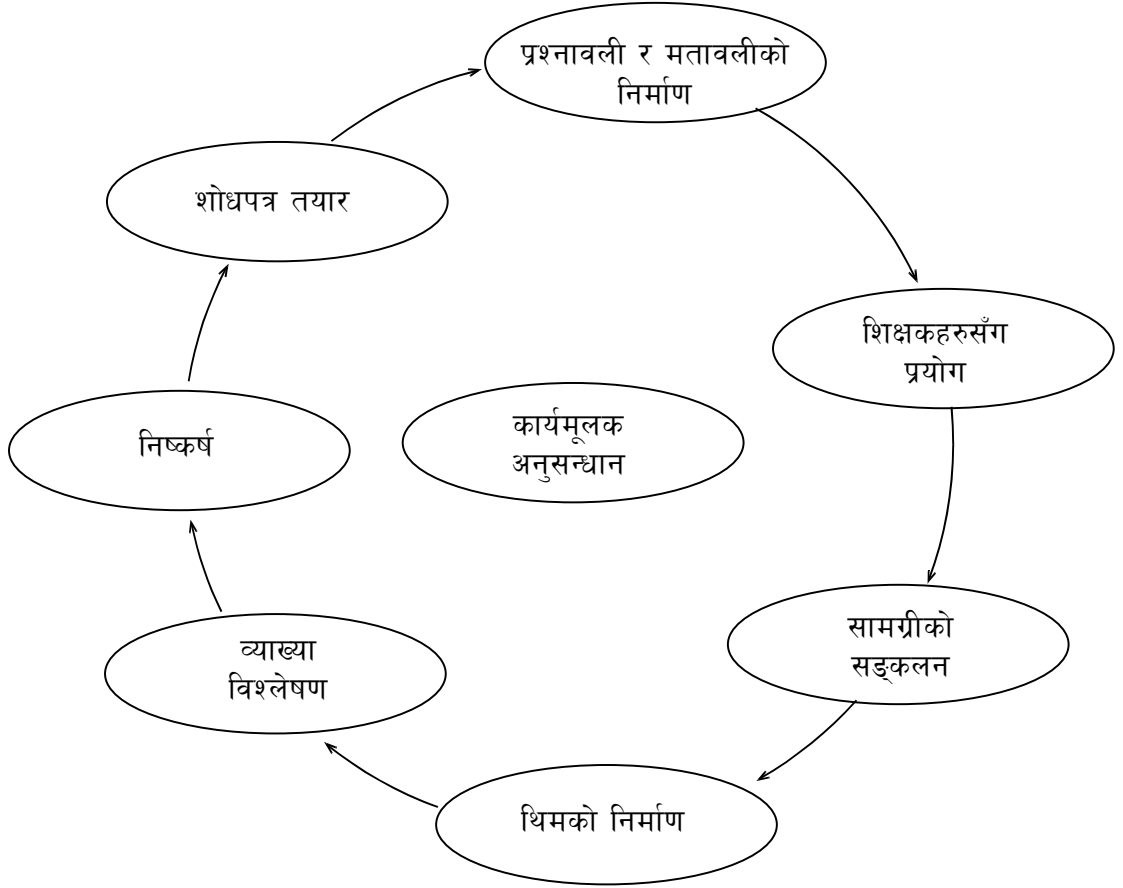 प्रश्नावली र मतावलीको
निर्माण
शिक्षकहरुसँग
प्रयोग
सामग्रीको
सङ्कलन
थिमको निर्माण
व्याख्या
विश्लेषण
निष्कर्ष
शोधपत्र तयार
कार्यमूलक
अनुसन्धान